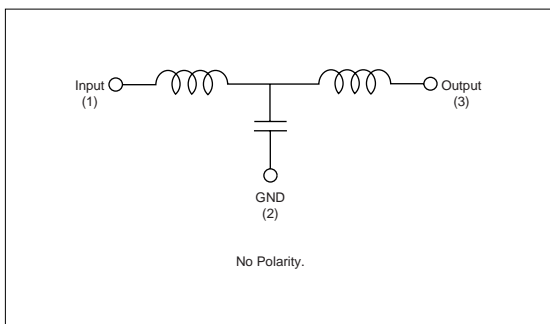 Input
(1)
Output
(3)
GND
(2)
No Polarity.